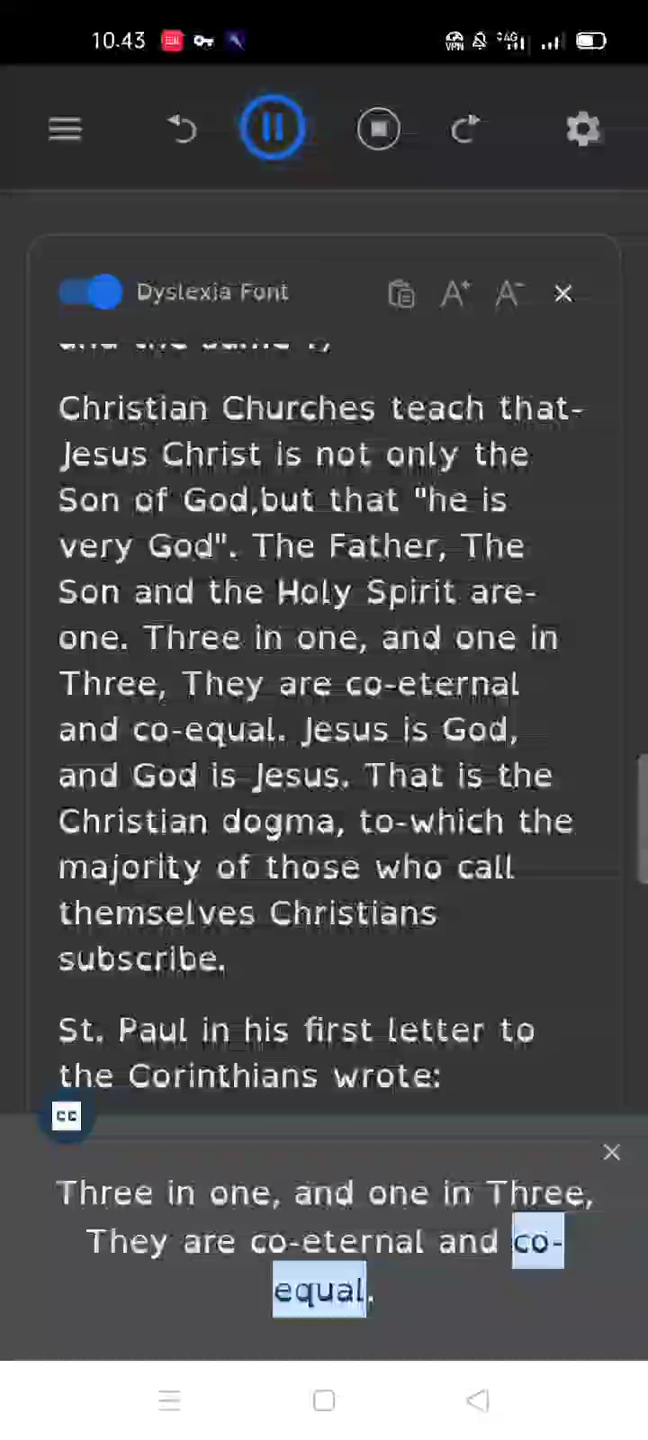 10.43
VPN
4G
Dyslexia Font
A+
A-
and the same ?)
Christian Churches teach that-
Jesus Christ is not only the
Son of God,but that "he is
very God". The Father, The
Son and the Holy Spirit are-
one. Three in one, and one in
Three, They are co-eternal
and co-equal. Jesus is God,
and God is Jesus. That is the
Christian dogma, to-which the
majority of those who call
themselves Christians
subscribe.
St. Paul in his first letter to
the Corinthians wrote:
CC
Three in one, and one in Three,
They are co-eternal and co-
equal.